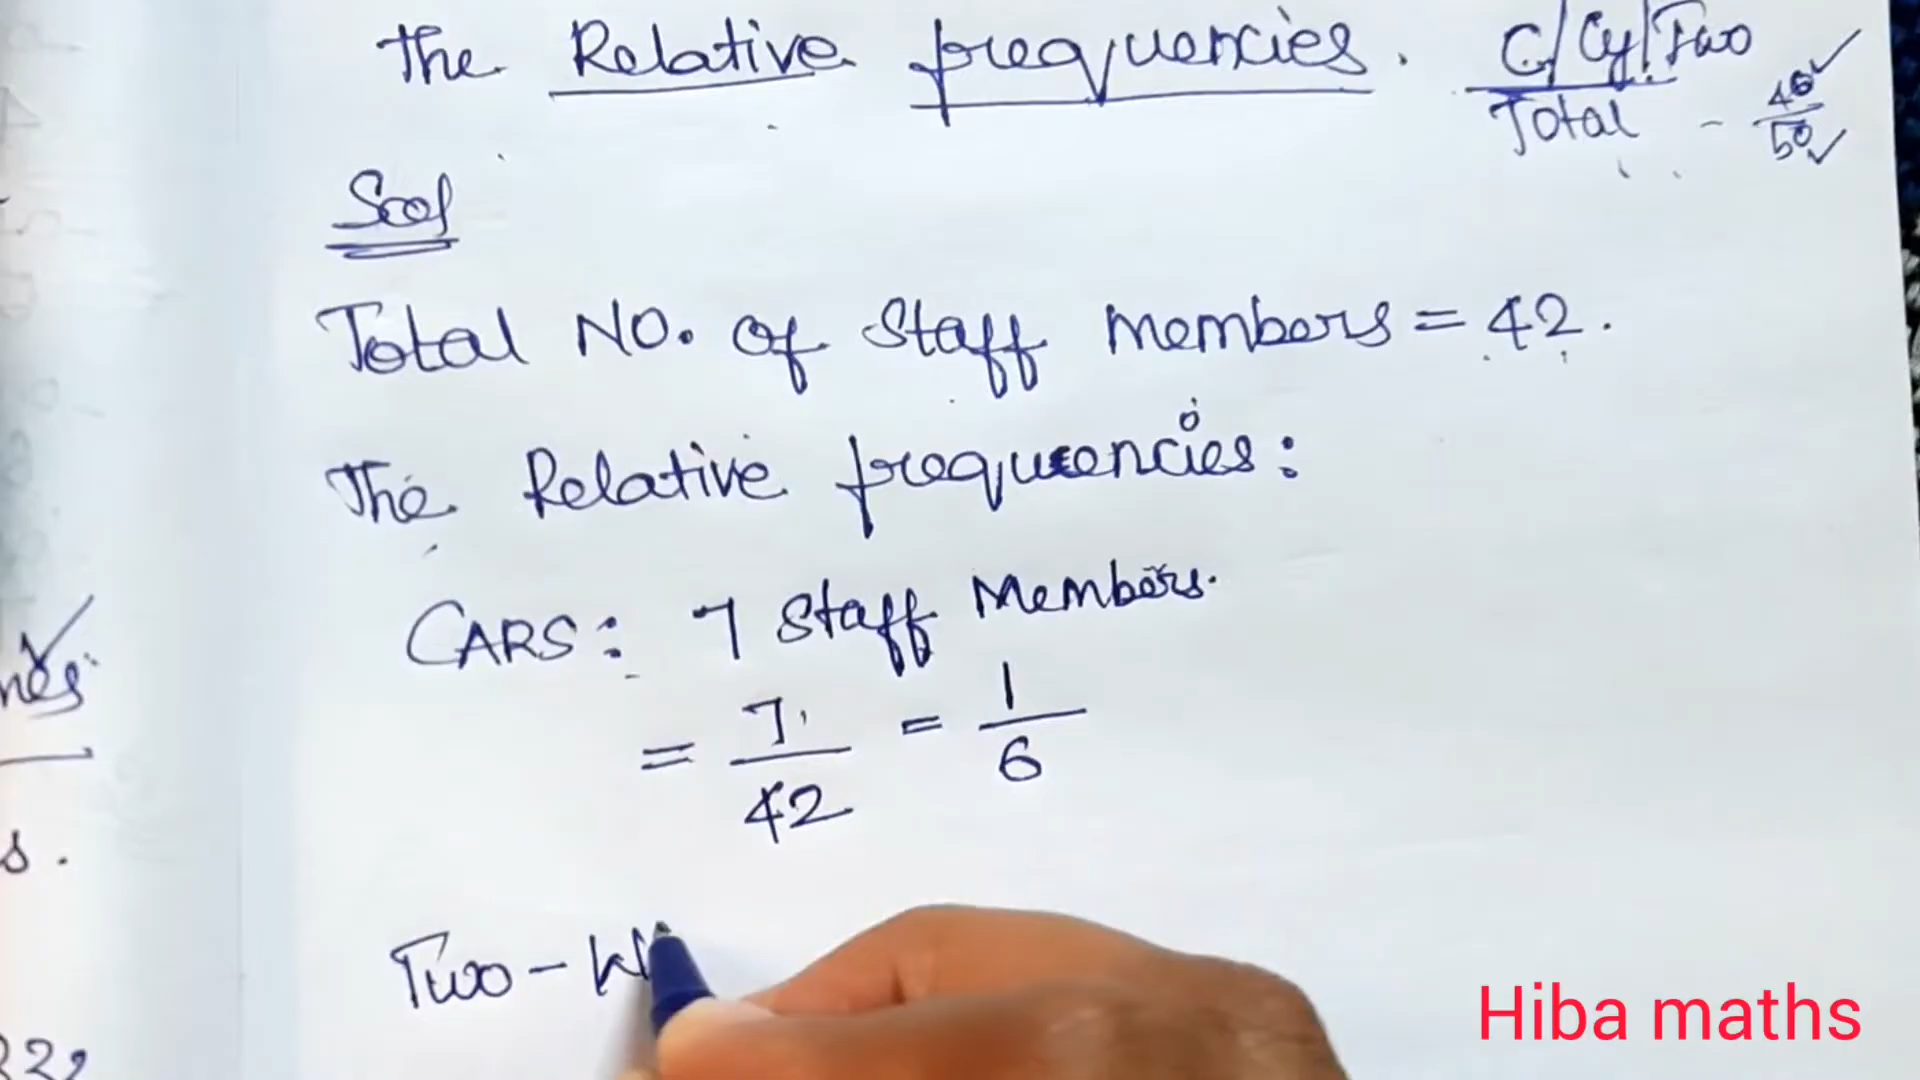 The Relative frequencies. C/Cy/Two
Total - 40/50
Sool
Total NO. of staff members = 42.
The Relative frequencies:
CARS: 7 staff Members.
= 7/42 = 1/6
Two - W
s.
Hiba maths